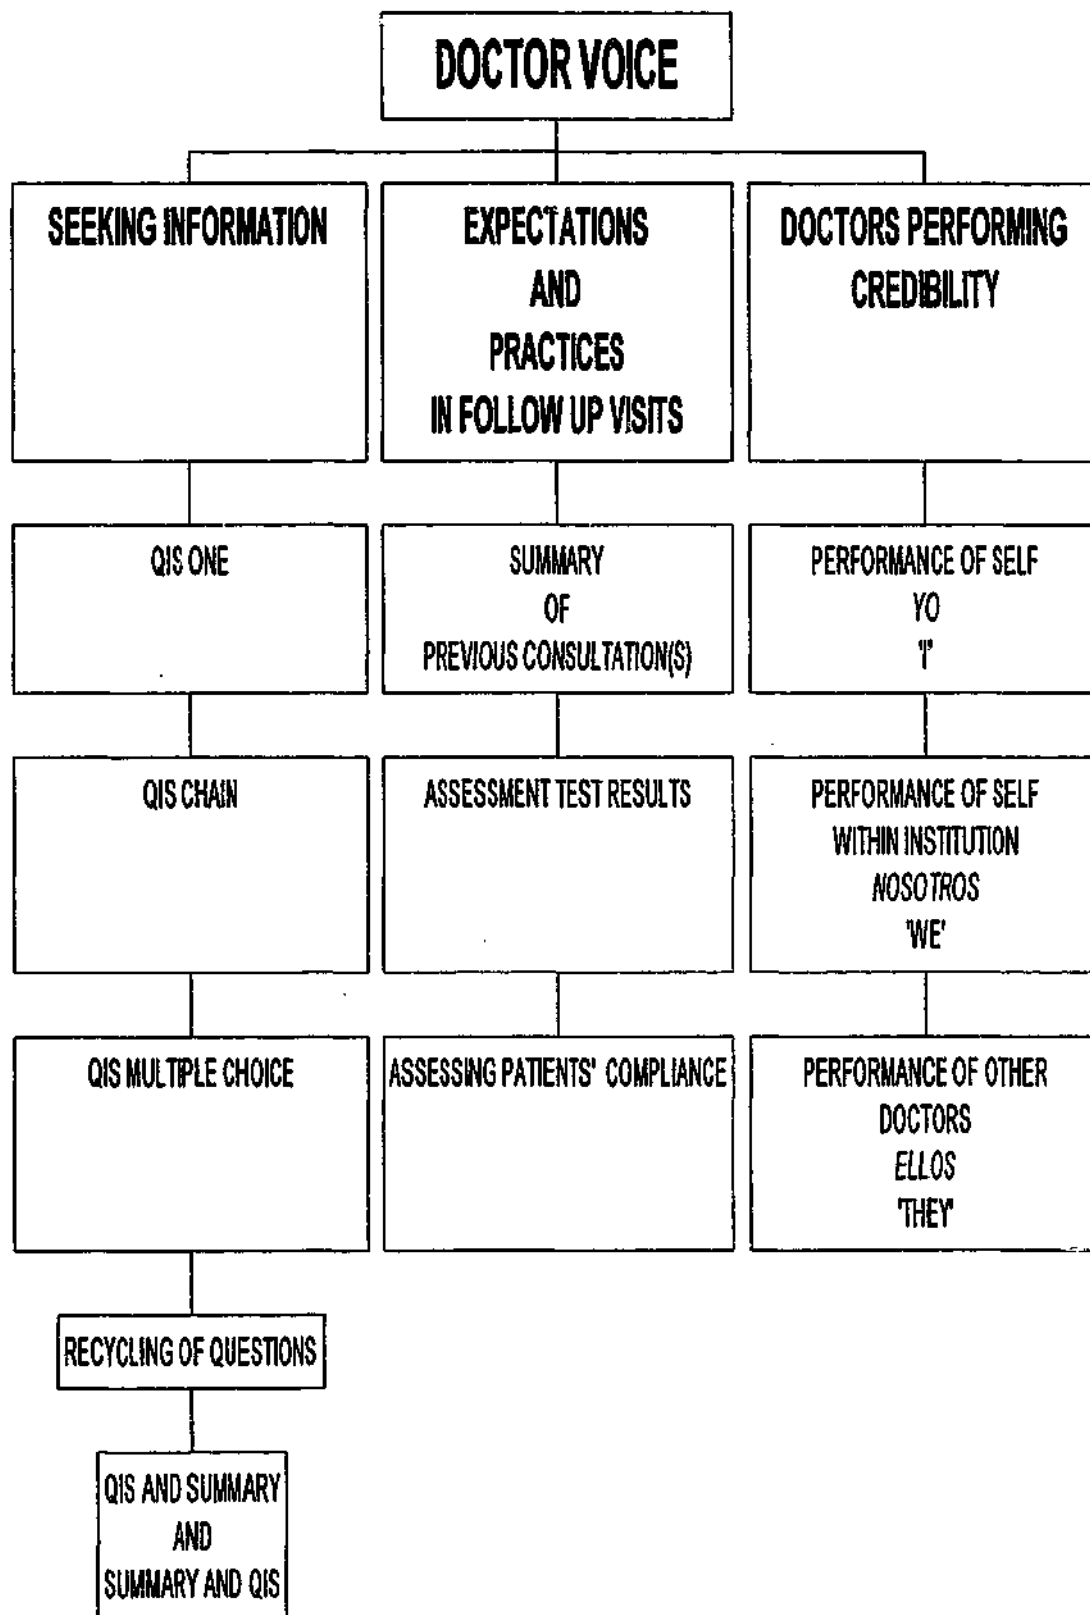 DOCTOR VOICE
SEEKING INFORMATION
EXPECTATIONS
AND
PRACTICES
IN FOLLOW UP VISITS
DOCTORS PERFORMING
CREDIBILITY
QIS ONE
SUMMARY
OF
PREVIOUS CONSULTATION(S)
PERFORMANCE OF SELF
YO
'I'
QIS CHAIN
ASSESSMENT TEST RESULTS
PERFORMANCE OF SELF
WITHIN INSTITUTION
NOSOTROS
'WE'
QIS MULTIPLE CHOICE
ASSESSING PATIENTS' COMPLIANCE
PERFORMANCE OF OTHER
DOCTORS
ELLOS
'THEY'
RECYCLING OF QUESTIONS
QIS AND SUMMARY
AND
SUMMARY AND QIS